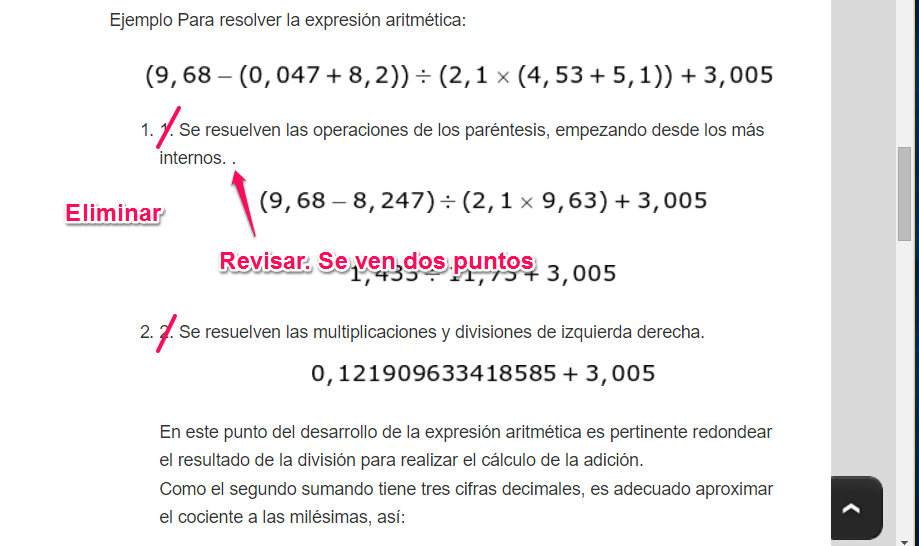 Ejemplo Para resolver la expresión aritmética:
(9, 68 – (0, 047 + 8, 2)) ÷ (2, 1 × (4, 53 + 5, 1)) + 3, 005
1. 1. Se resuelven las operaciones de los paréntesis, empezando desde los más
internos. .
(9, 68 – 8, 247) ÷ (2, 1 × 9, 63) + 3, 005
Eliminar
Revisar. Se ven dos puntos
1, 433 ÷ 11, 73 + 3, 005
2. 2. Se resuelven las multiplicaciones y divisiones de izquierda derecha.
0, 121909633418585 + 3, 005
En este punto del desarrollo de la expresión aritmética es pertinente redondear
el resultado de la división para realizar el cálculo de la adición.
Como el segundo sumando tiene tres cifras decimales, es adecuado aproximar
el cociente a las milésimas, así: